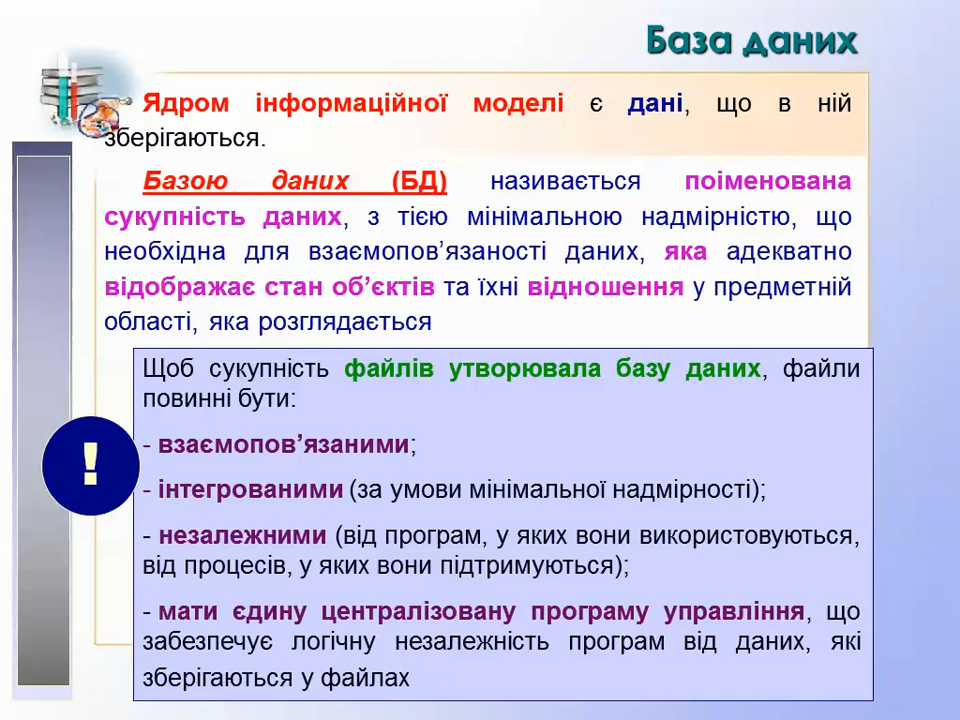 База даних
Ядром інформаційної моделі є дані, що в ній
зберігаються.
Базою даних (БД) називається поіменована
сукупність даних, з тією мінімальною надмірністю, що
необхідна для взаємопов’язаності даних, яка адекватно
відображає стан об’єктів та їхні відношення у предметній
області, яка розглядається
Щоб сукупність файлів утворювала базу даних, файли
повинні бути:
- взаємопов’язаними;
!
- інтегрованими (за умови мінімальної надмірності);
- незалежними (від програм, у яких вони використовуються,
від процесів, у яких вони підтримуються);
- мати єдину централізовану програму управління, що
забезпечує логічну незалежність програм від даних, які
зберігаються у файлах